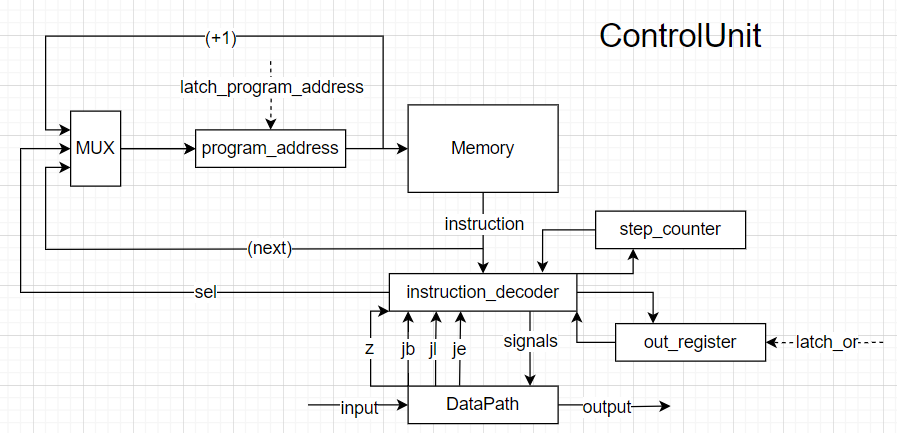 (+1)
ControlUnit
latch_program_address
MUX
program_address
Memory
instruction
step_counter
(next)
sel
instruction_decoder
z
jb
jl
je
signals
out_register
latch_or
input
DataPath
output